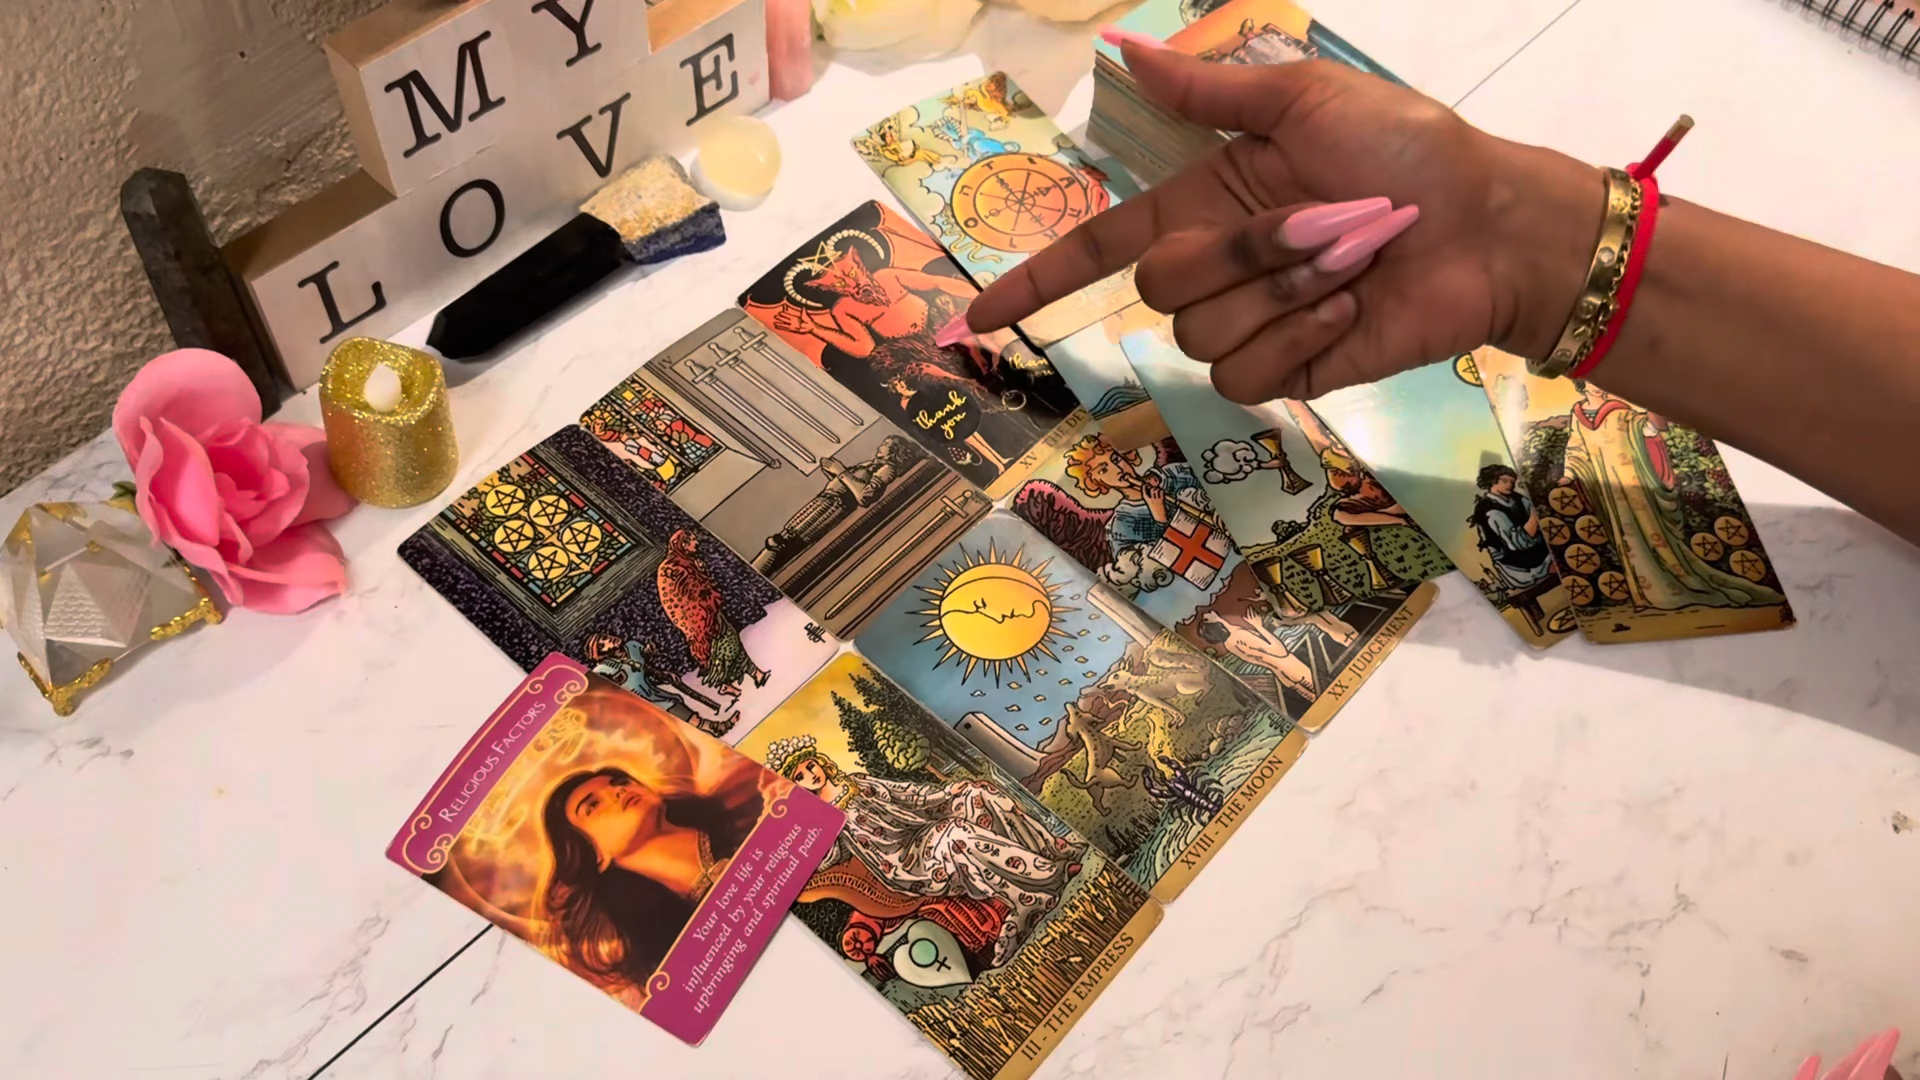 MY
LOVE
thank
you
than
XX - JUDGEMENT
XVIII - THE MOON
III - THE EMPRESS
RELIGIOUS FACTORS
Your love life is
influenced by your religious
upbringing and spiritual path.